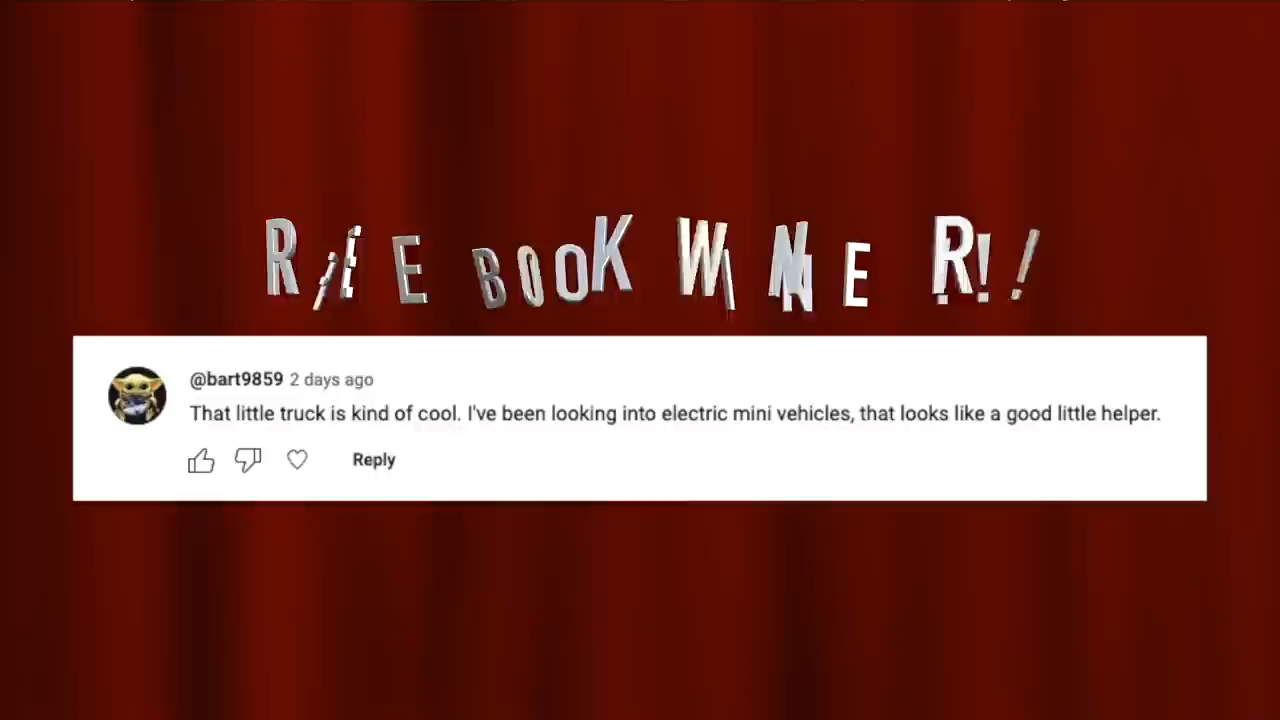 BOOK WINNER!!
@bart9859 2 days ago
That little truck is kind of cool. I've been looking into electric mini vehicles, that looks like a good little helper.
Reply